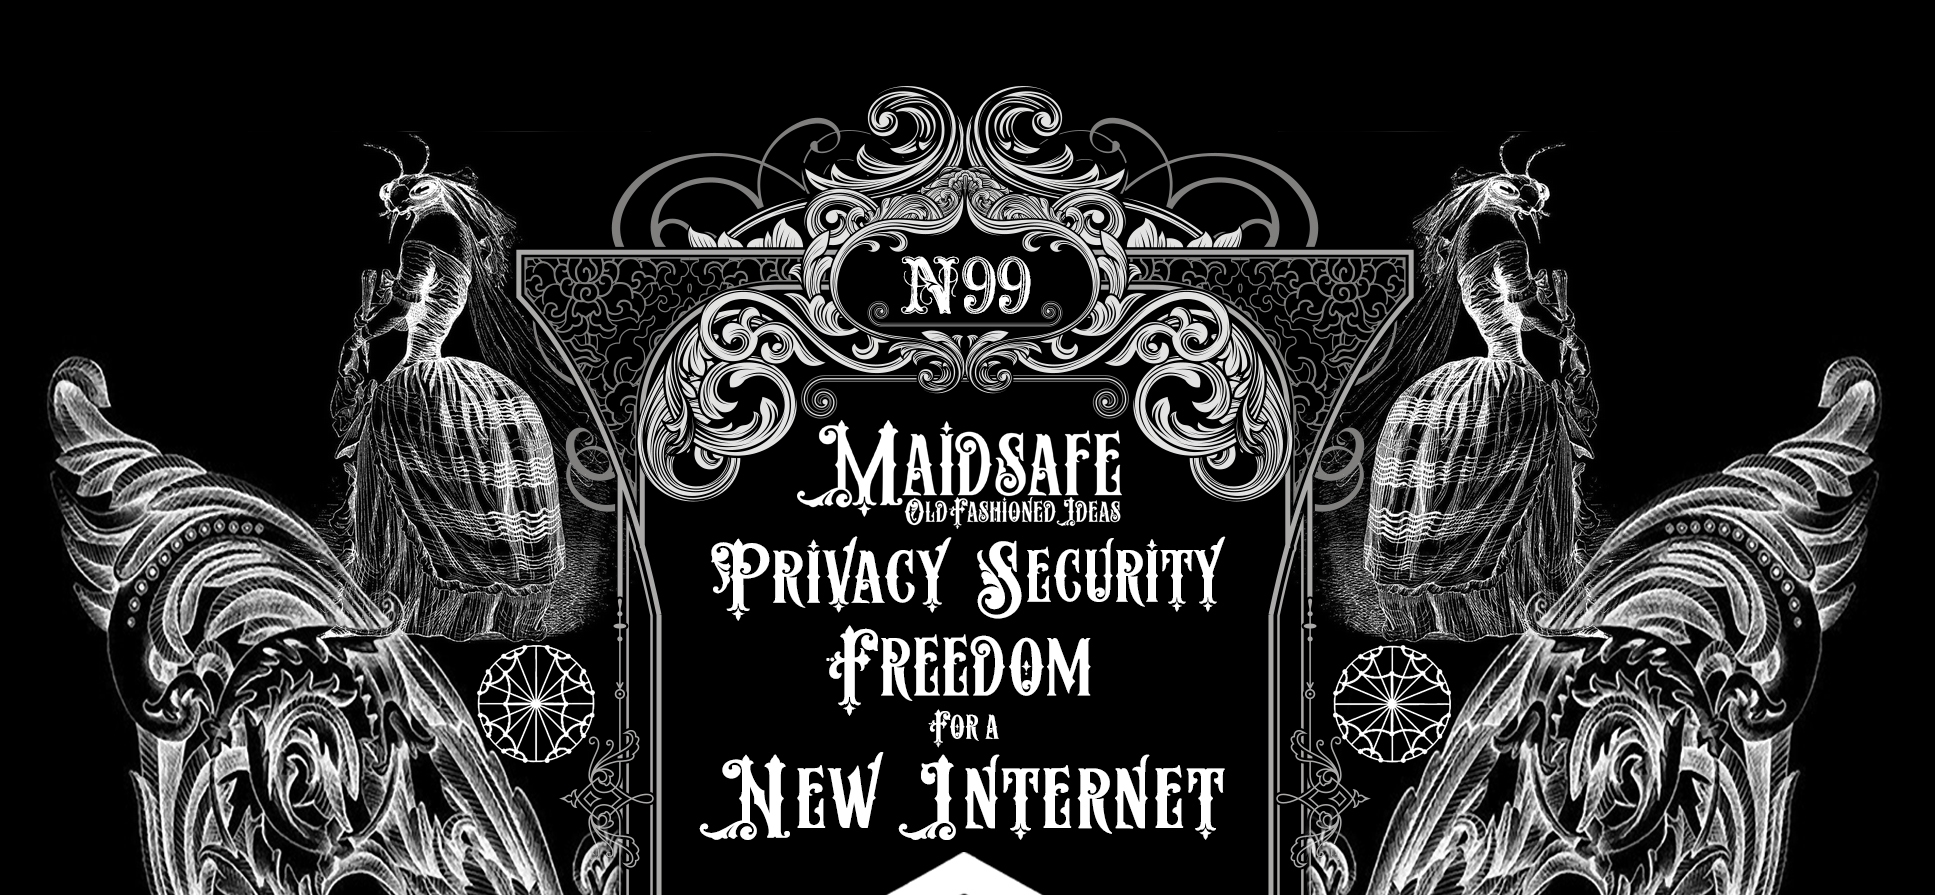 N99
Maidsafe
Old Fashioned Ideas
Privacy Security
Freedom
For a
New Internet